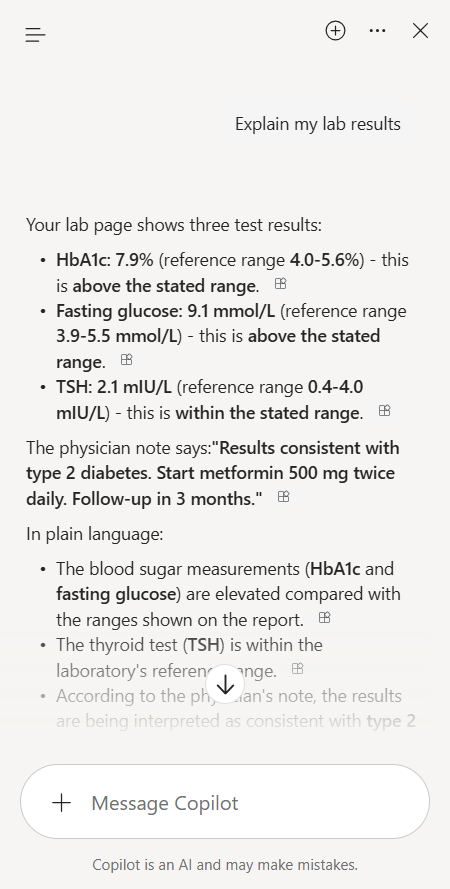 Explain my lab results
Your lab page shows three test results:
• HbA1c: 7.9% (reference range 4.0-5.6%) - this
is above the stated range.
• Fasting glucose: 9.1 mmol/L (reference range
3.9-5.5 mmol/L) - this is above the stated
range.
• TSH: 2.1 mIU/L (reference range 0.4-4.0
mIU/L) - this is within the stated range.
The physician note says:"Results consistent with
type 2 diabetes. Start metformin 500 mg twice
daily. Follow-up in 3 months."
In plain language:
• The blood sugar measurements (HbA1c and
fasting glucose) are elevated compared with
the ranges shown on the report.
• The thyroid test (TSH) is within the
laboratory's nge.
• According to the physician's note, the results
are being interpreted as consistent with type 2
Message Copilot
Copilot is an AI and may make mistakes.